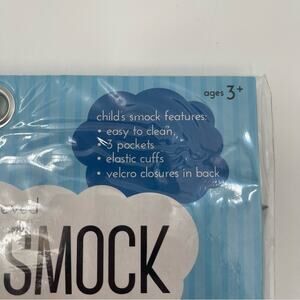 ages 3+
child's smock features:
• easy to clean
• 3 pockets
• elastic cuffs
• velcro closures in back
SMOCK